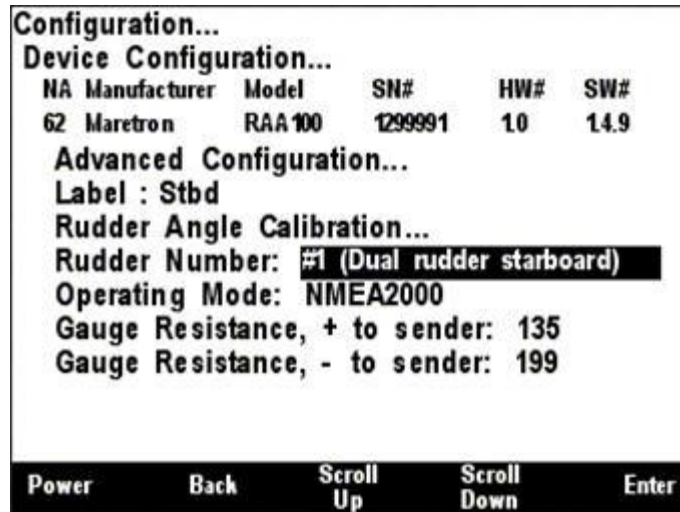 Configuration...
Device Configuration...
NA Manufacturer Model SN# HW# SW#
62 Maretron RAA100 1299991 1.0 1.4.9
Advanced Configuration...
Label : Stbd
Rudder Angle Calibration...
Rudder Number: #1 (Dual rudder starboard)
Operating Mode: NMEA2000
Gauge Resistance, + to sender: 135
Gauge Resistance, - to sender: 199
Power Back Scroll Up Scroll Down Enter